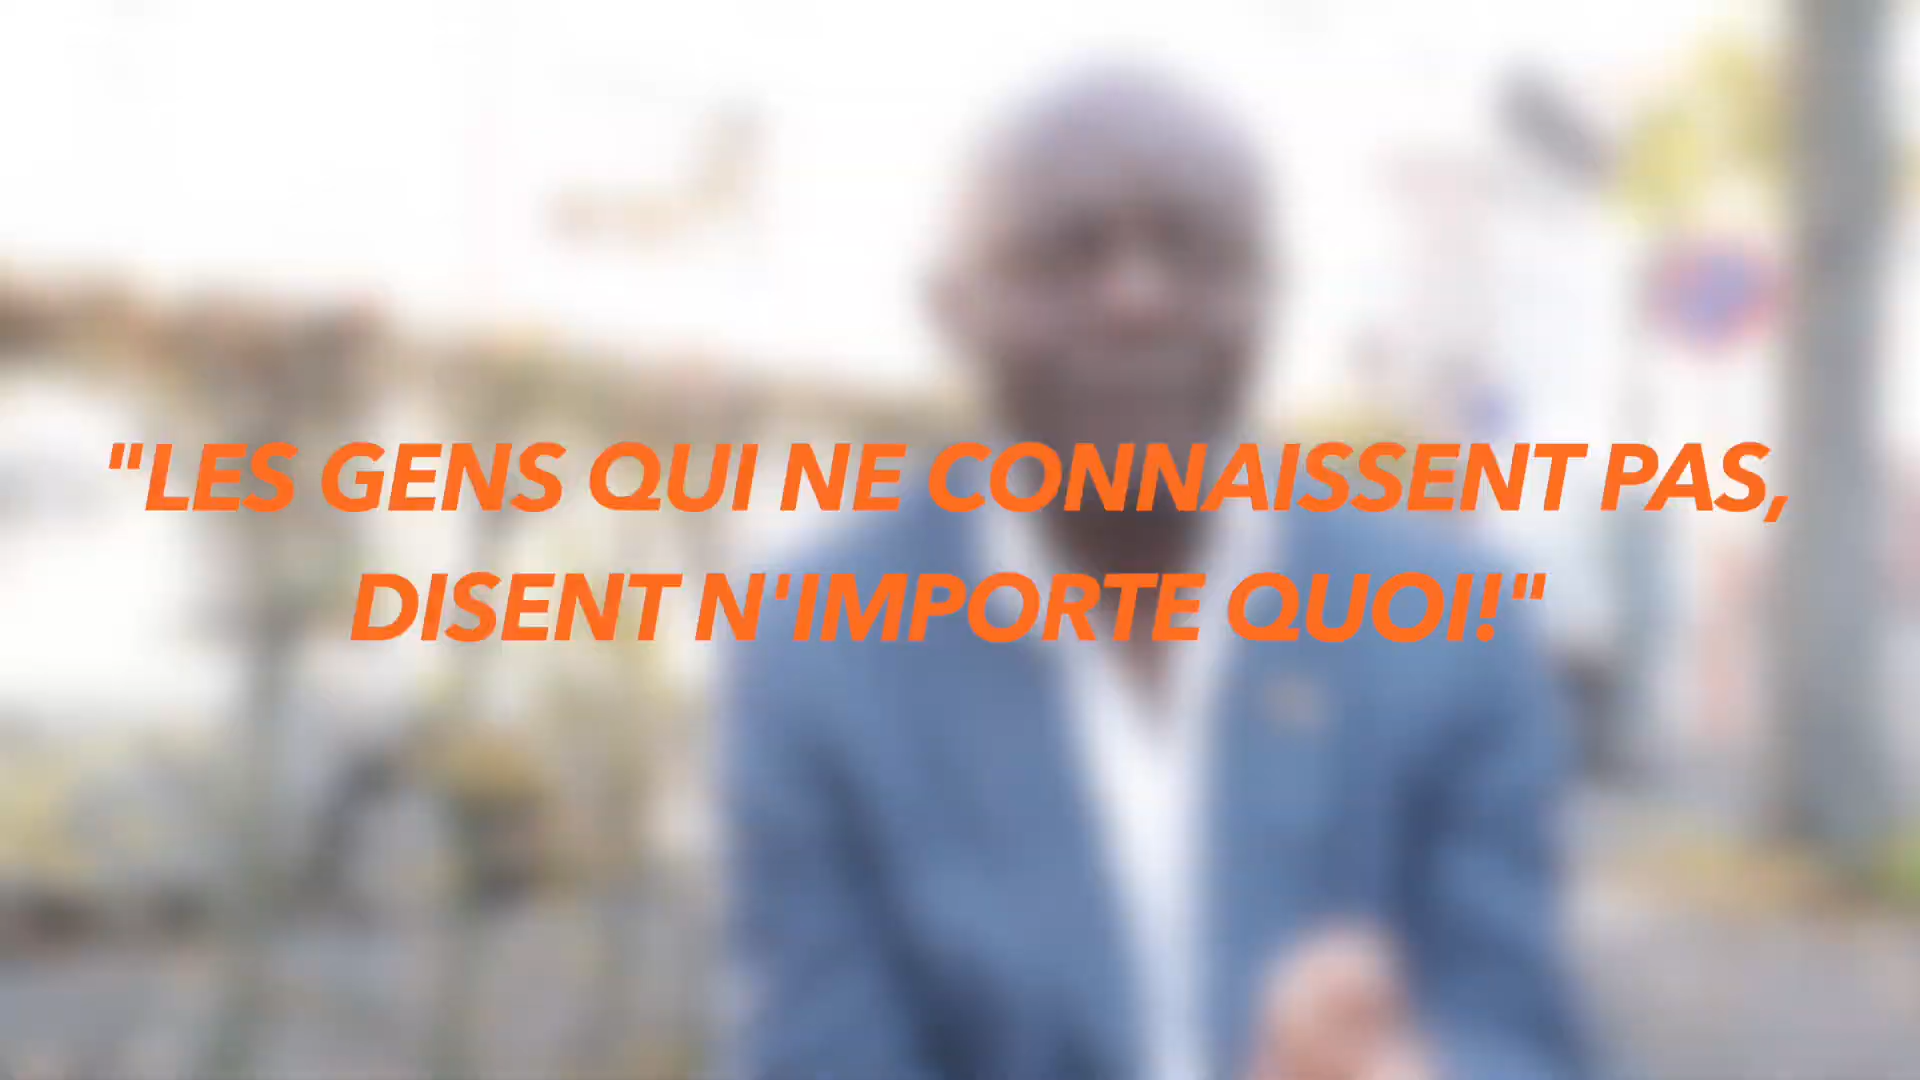 "LES GENS QUI NE CONNAISSENT PAS,
DISENT N'IMPORTE QUOI!"